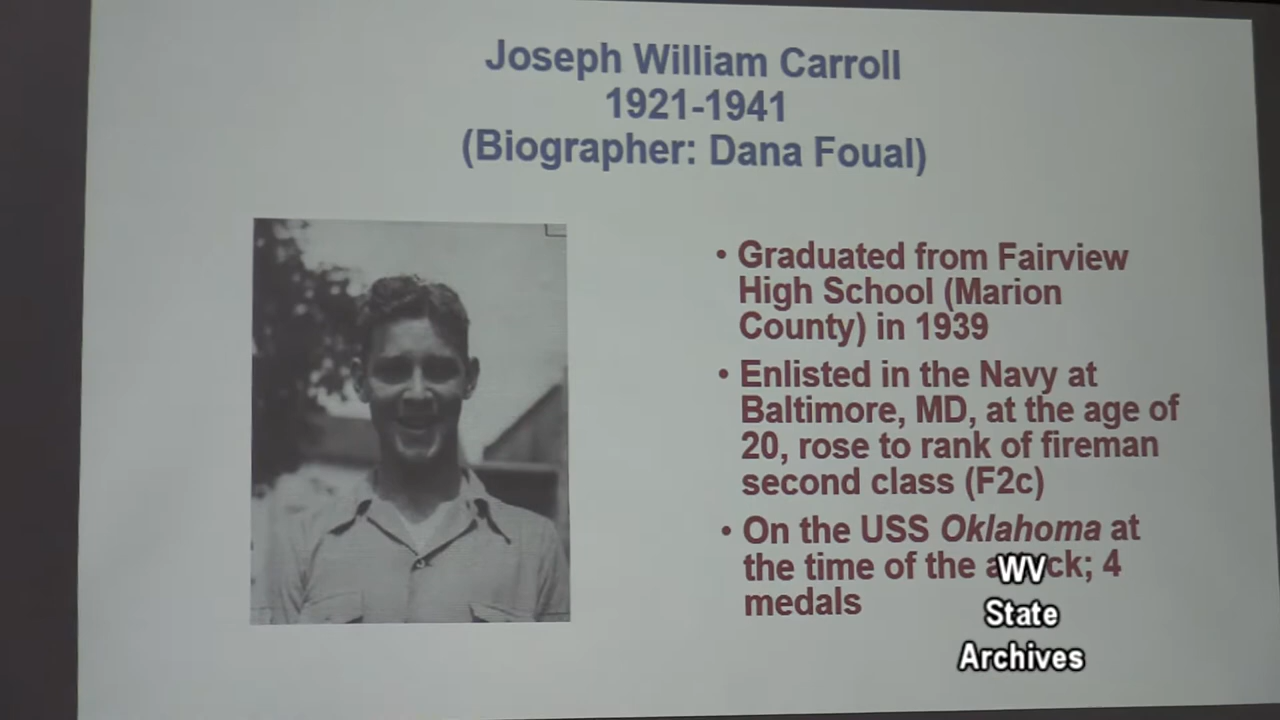 Joseph William Carroll
1921-1941
(Biographer: Dana Foual)
• Graduated from Fairview
High School (Marion
County) in 1939
• Enlisted in the Navy at
Baltimore, MD, at the age of
20, rose to rank of fireman
second class (F2c)
• On the USS Oklahoma at
the time of the ck; 4
medals
WV
State
Archives